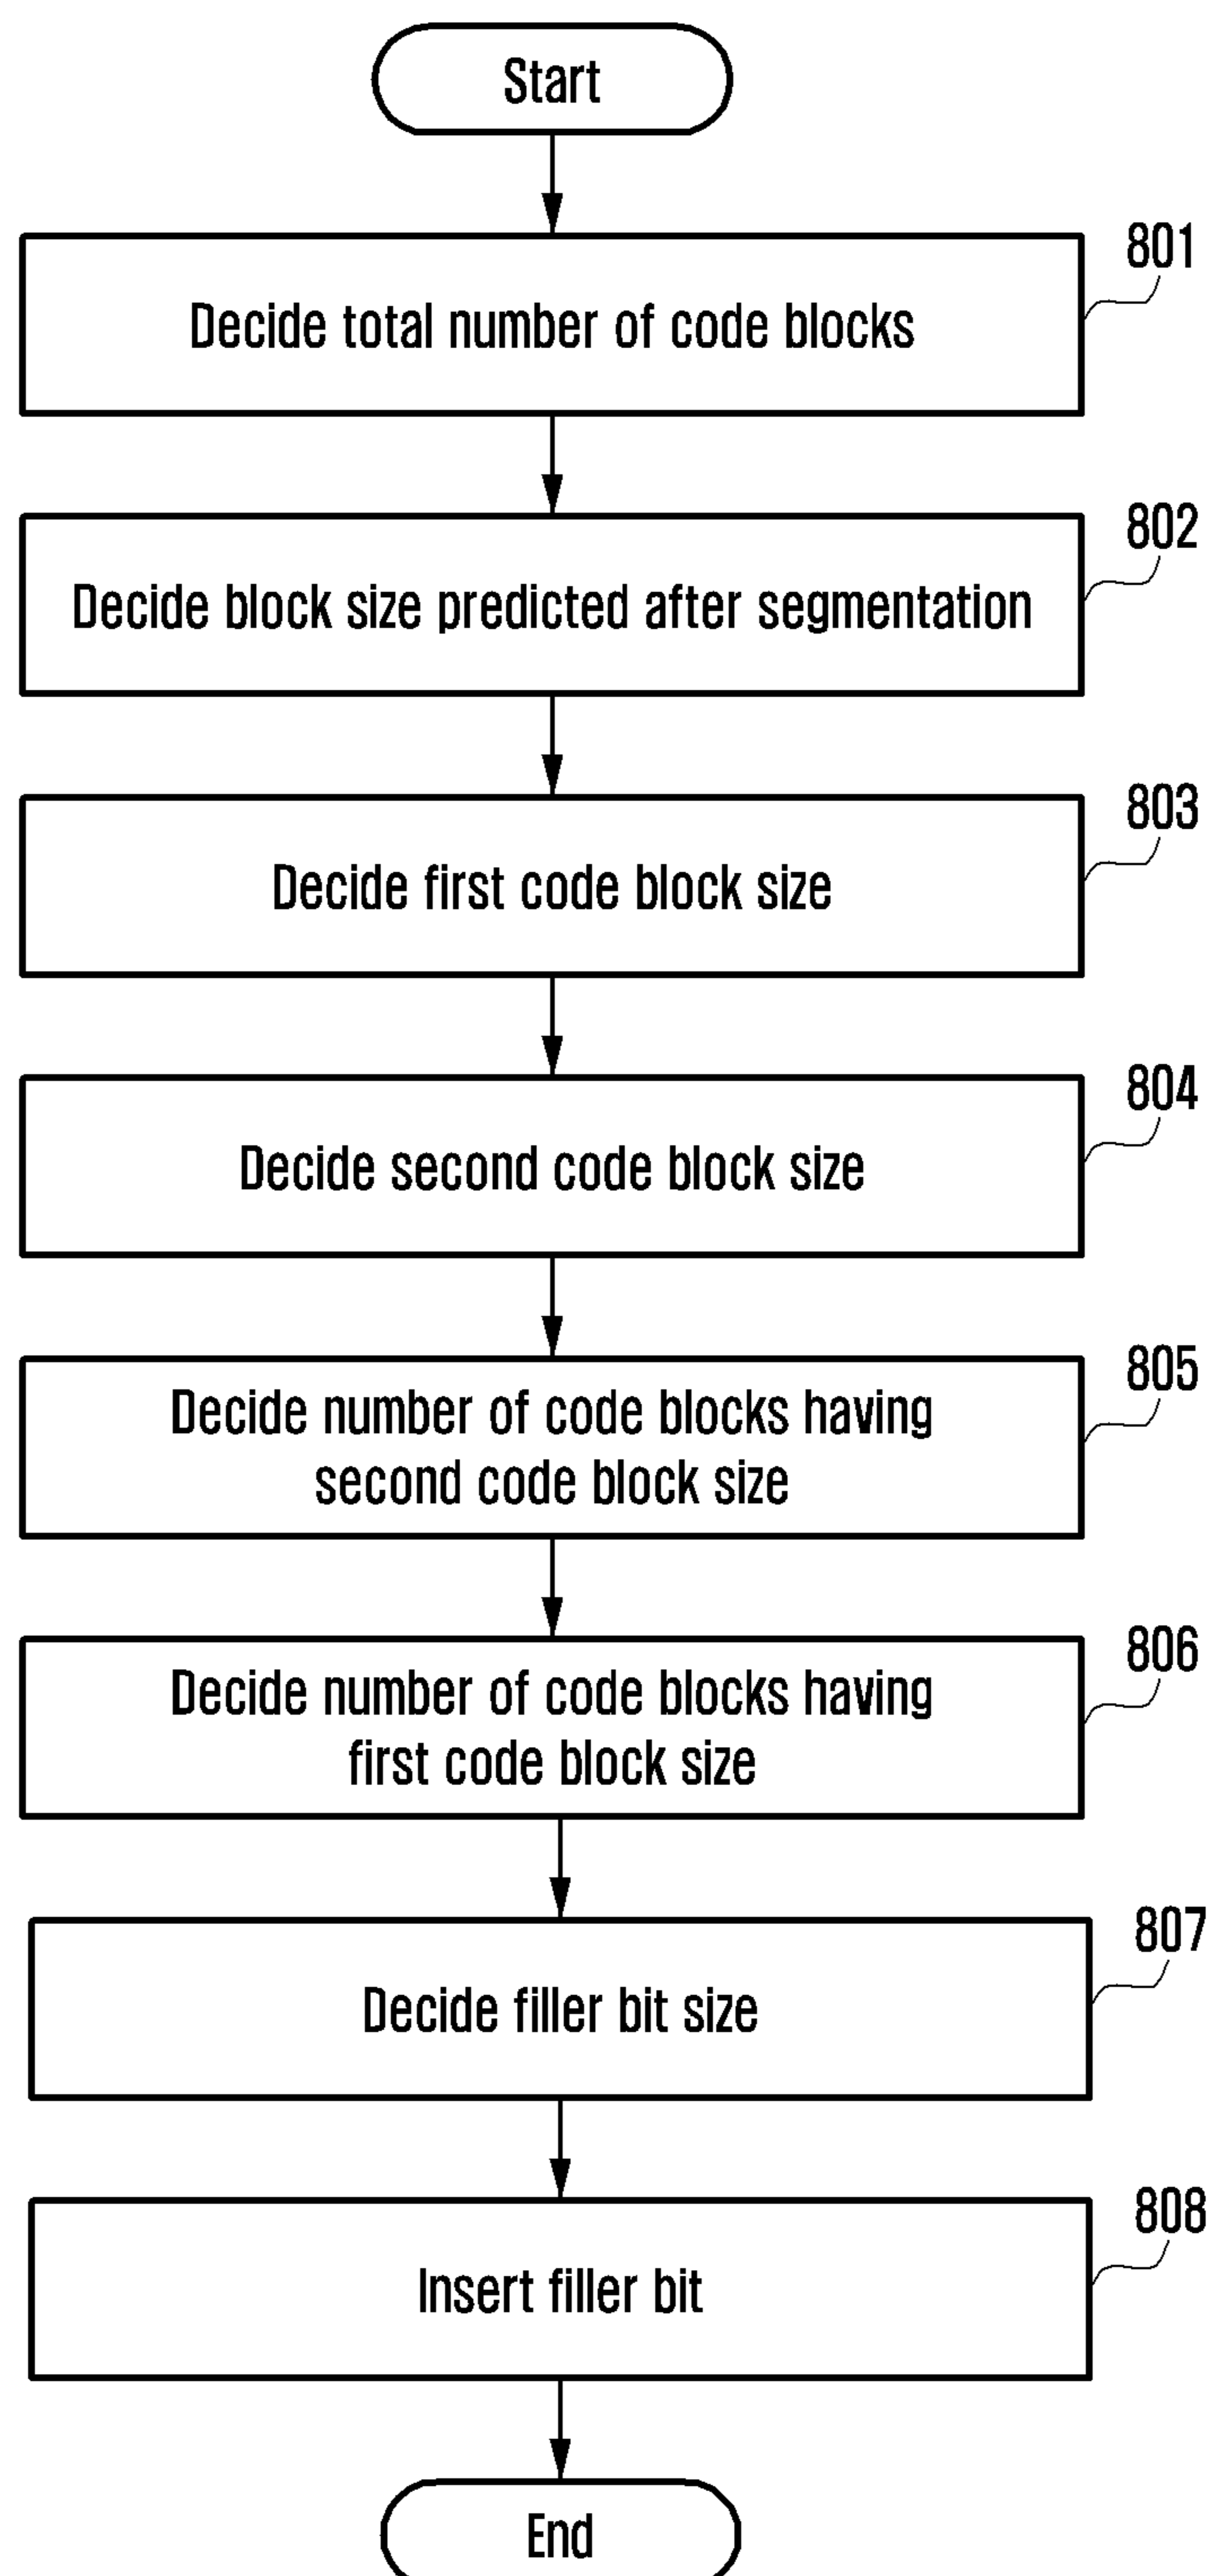 Start
801
Decide total number of code blocks
802
Decide block size predicted after segmentation
803
Decide first code block size
804
Decide second code block size
805
Decide number of code blocks having
second code block size
806
Decide number of code blocks having
first code block size
807
Decide filler bit size
808
Insert filler bit
End